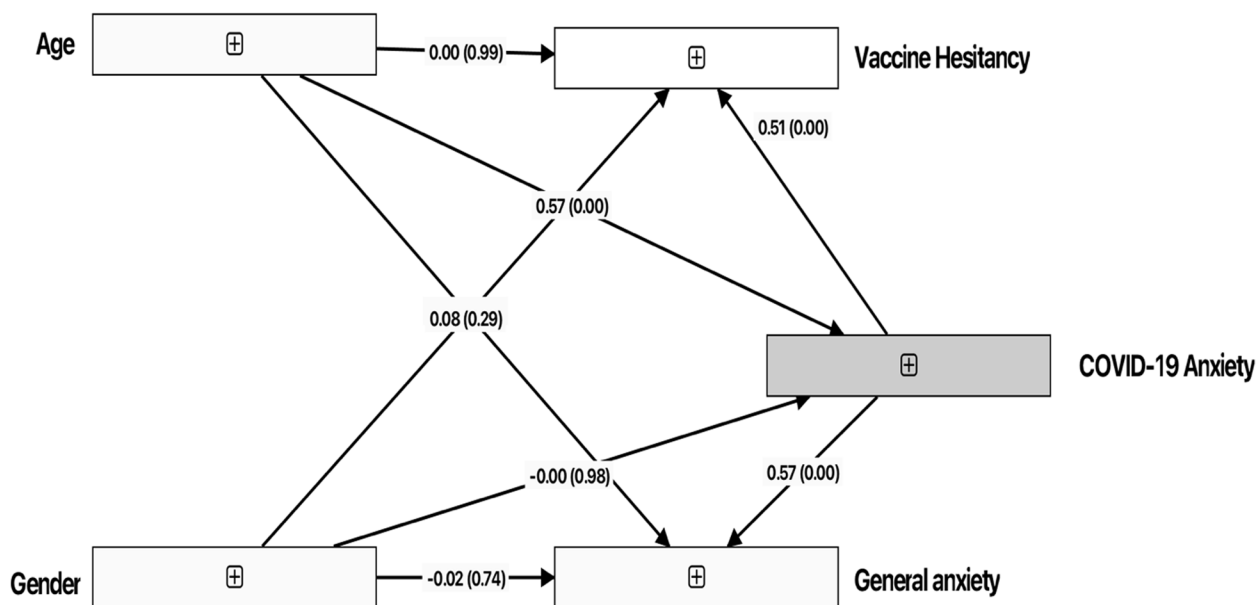 Age
0.00 (0.99)
Vaccine Hesitancy
0.51 (0.00)
0.57 (0.00)
0.08 (0.29)
COVID-19 Anxiety
-0.00 (0.98)
0.57 (0.00)
Gender
-0.02 (0.74)
General anxiety